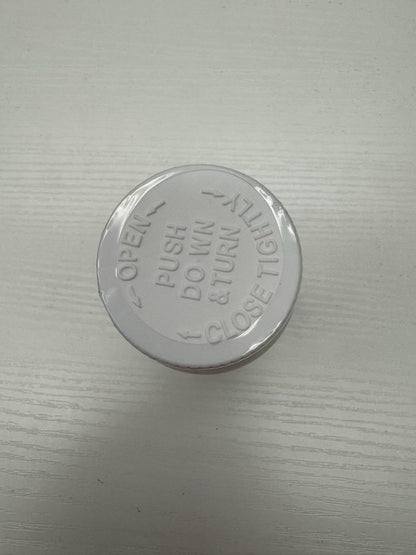 OPEN
PUSH
DOWN
& TURN
CLOSE TIGHTLY